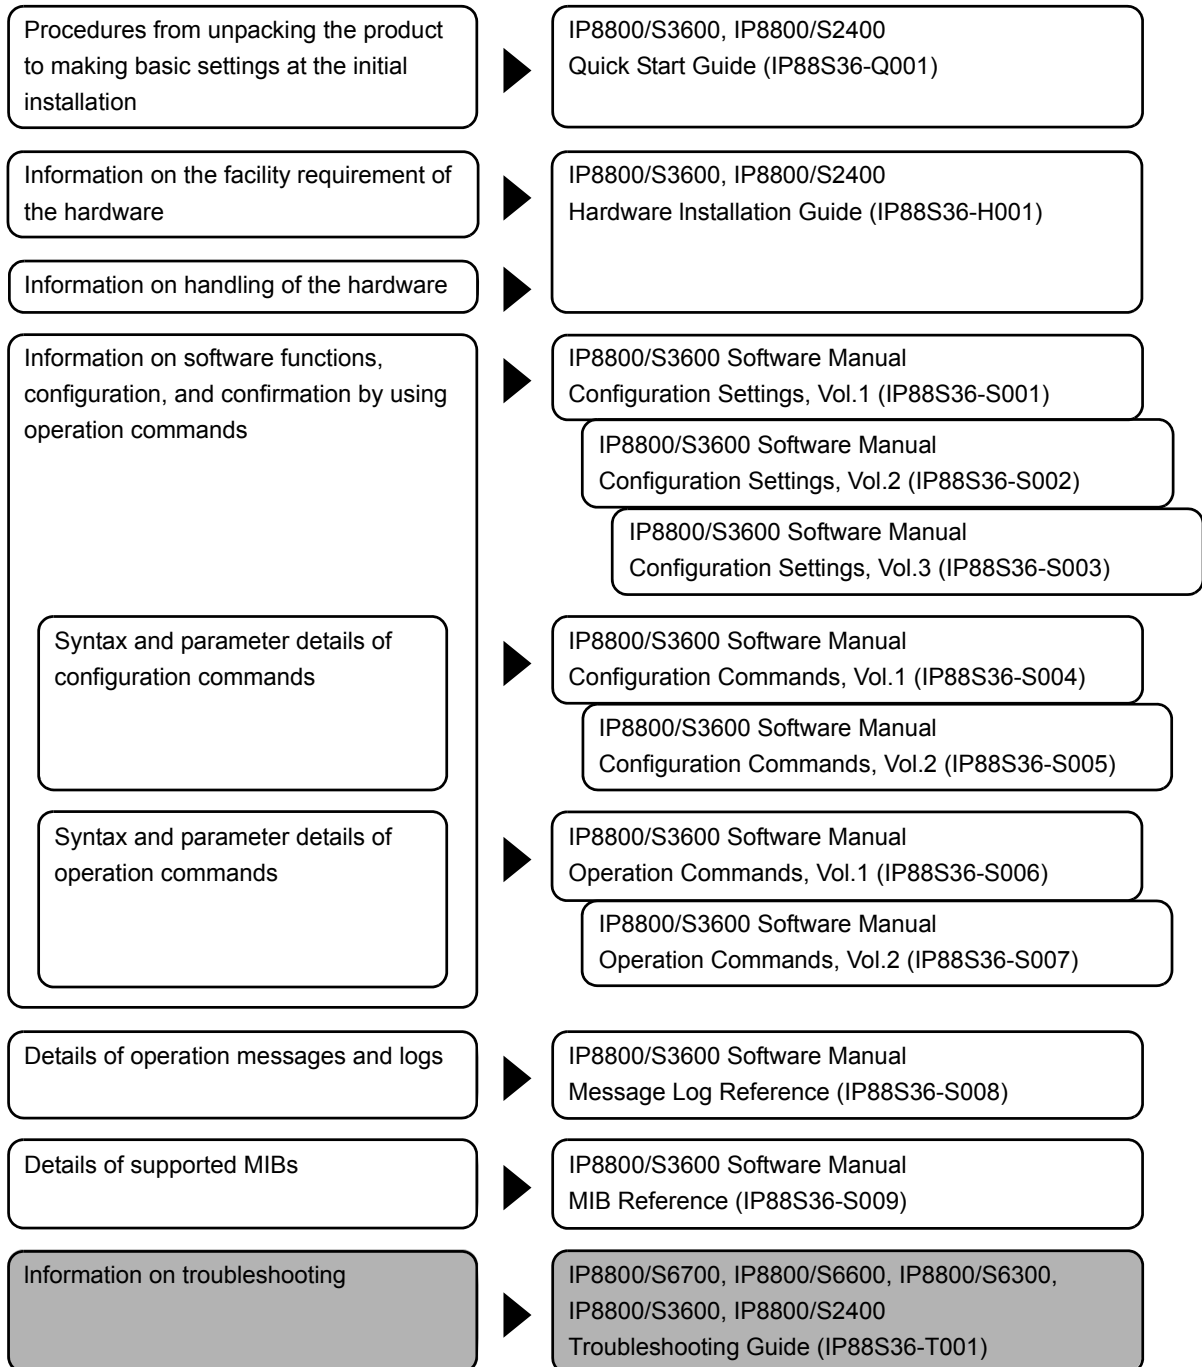 Procedures from unpacking the product
to making basic settings at the initial
installation
IP8800/S3600, IP8800/S2400
Quick Start Guide (IP88S36-Q001)
Information on the facility requirement of
the hardware
IP8800/S3600, IP8800/S2400
Hardware Installation Guide (IP88S36-H001)
Information on handling of the hardware
Information on software functions,
configuration, and confirmation by using
operation commands
IP8800/S3600 Software Manual
Configuration Settings, Vol.1 (IP88S36-S001)
IP8800/S3600 Software Manual
Configuration Settings, Vol.2 (IP88S36-S002)
IP8800/S3600 Software Manual
Configuration Settings, Vol.3 (IP88S36-S003)
Syntax and parameter details of
configuration commands
IP8800/S3600 Software Manual
Configuration Commands, Vol.1 (IP88S36-S004)
IP8800/S3600 Software Manual
Configuration Commands, Vol.2 (IP88S36-S005)
Syntax and parameter details of
operation commands
IP8800/S3600 Software Manual
Operation Commands, Vol.1 (IP88S36-S006)
IP8800/S3600 Software Manual
Operation Commands, Vol.2 (IP88S36-S007)
Details of operation messages and logs
IP8800/S3600 Software Manual
Message Log Reference (IP88S36-S008)
Details of supported MIBs
IP8800/S3600 Software Manual
MIB Reference (IP88S36-S009)
Information on troubleshooting
IP8800/S6700, IP8800/S6600, IP8800/S6300,
IP8800/S3600, IP8800/S2400
Troubleshooting Guide (IP88S36-T001)